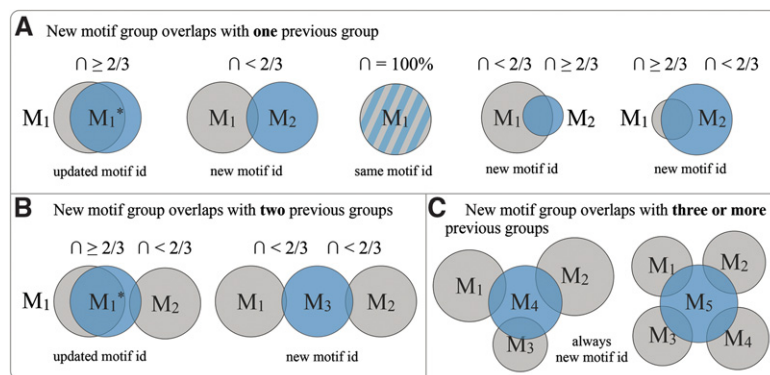 A New motif group overlaps with one previous group
∩ ≥ 2/3 ∩ < 2/3 ∩ = 100% ∩ < 2/3 ∩ ≥ 2/3 ∩ ≥ 2/3 ∩ < 2/3
M1 M1* M1 M2 M1 M1 M2 M1 M2
updated motif id new motif id same motif id new motif id new motif id
B New motif group overlaps with two previous groups
∩ ≥ 2/3 ∩ < 2/3 ∩ < 2/3 ∩ < 2/3
M1 M1* M2 M1 M3 M2
updated motif id new motif id
C New motif group overlaps with three or more
previous groups
M1 M2 M1 M2
M4 M5
M3 M3 M4
always
new motif id